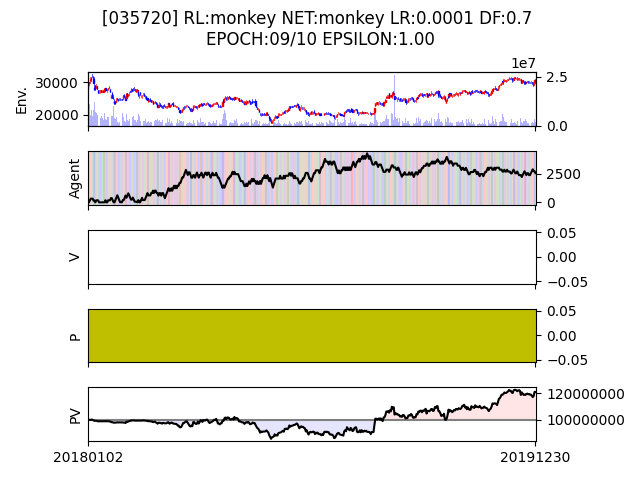 [035720] RL:monkey NET:monkey LR:0.0001 DF:0.7
EPOCH:09/10 EPSILON:1.00
1e7
Env.
30000
20000
2.5
0.0
Agent
2500
0
V
0.05
0.00
−0.05
P
0.05
0.00
−0.05
PV
120000000
100000000
20180102
20191230